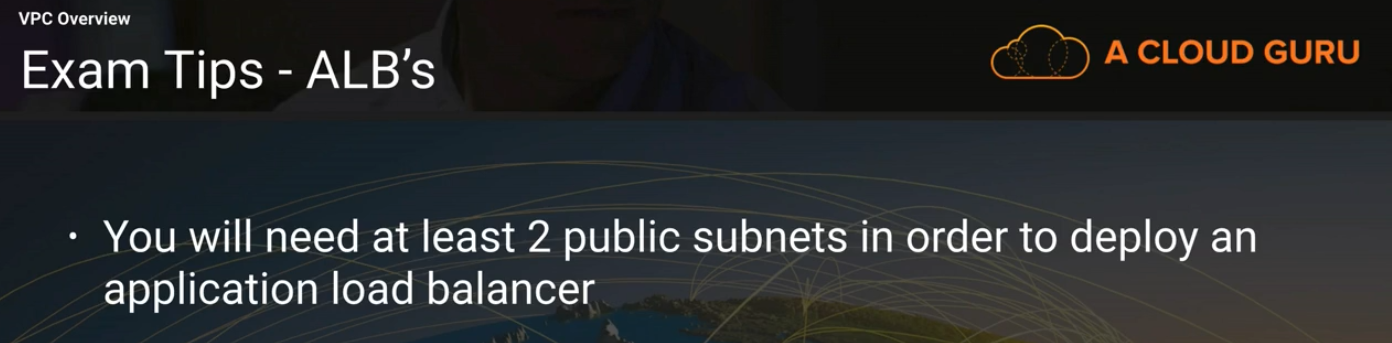 VPC Overview
Exam Tips - ALB’s
A CLOUD GURU
• You will need at least 2 public subnets in order to deploy an
application load balancer